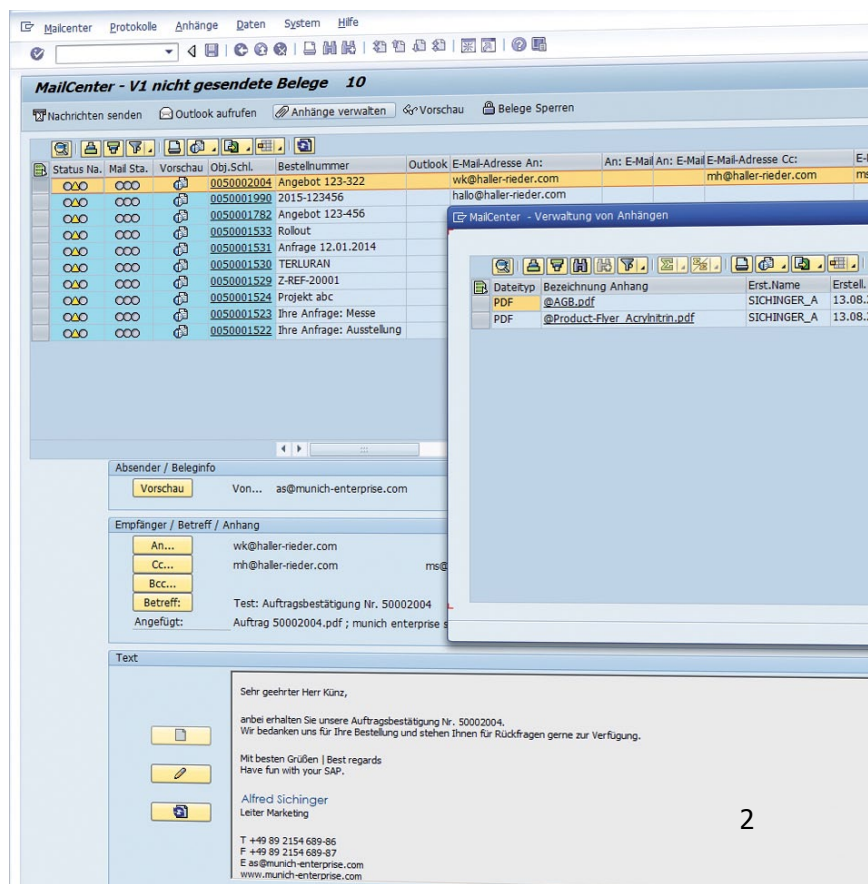 Mailcenter Protokolle Anhänge Daten System Hilfe
MailCenter - V1 nicht gesendete Belege 10
Nachrichten senden Outlook aufrufen Anhänge verwalten Vorschau Belege Sperren
Status Na. Mail Sta. Vorschau Obj.Schl. Bestellnummer Outlook E-Mail-Adresse An: An: E-Mail An: E-Mail E-Mail-Adresse Cc:
0050002004 Angebot 123-322 wk@haller-rieder.com mh@haller-rieder.com
0050001990 2015-123456 hallo@haller-rieder.com
0050001782 Angebot 123-456
0050001533 Rollout
0050001531 Anfrage 12.01.2014
0050001530 TERLURAN
0050001529 Z-REF-20001
0050001524 Projekt abc
0050001523 Ihre Anfrage: Messe
0050001522 Ihre Anfrage: Ausstellung
MailCenter - Verwaltung von Anhängen
Dateityp Bezeichnung Anhang Erst.Name Erstell.
PDF @AGB.pdf SICHINGER_A 13.08.
PDF @Product-Flyer_Acrylnitrin.pdf SICHINGER_A 13.08.
Absender / Beleginfo
Vorschau Von... as@munich-enterprise.com
Empfänger / Betreff / Anhang
An... wk@haller-rieder.com
Cc... mh@haller-rieder.com ms@
Bcc...
Betreff: Test: Auftragsbestätigung Nr. 50002004
Angefügt: Auftrag 50002004.pdf ; munich enterprise s
Text
Sehr geehrter Herr Künz,
anbei erhalten Sie unsere Auftragsbestätigung Nr. 50002004.
Wir bedanken uns für Ihre Bestellung und stehen Ihnen für Rückfragen gerne zur Verfügung.
Mit besten Grüßen | Best regards
Have fun with your SAP.
Alfred Sichinger
Leiter Marketing
2
T +49 89 2154 689-86
F +49 89 2154 689-87
E as@munich-enterprise.com
www.munich-enterprise.com